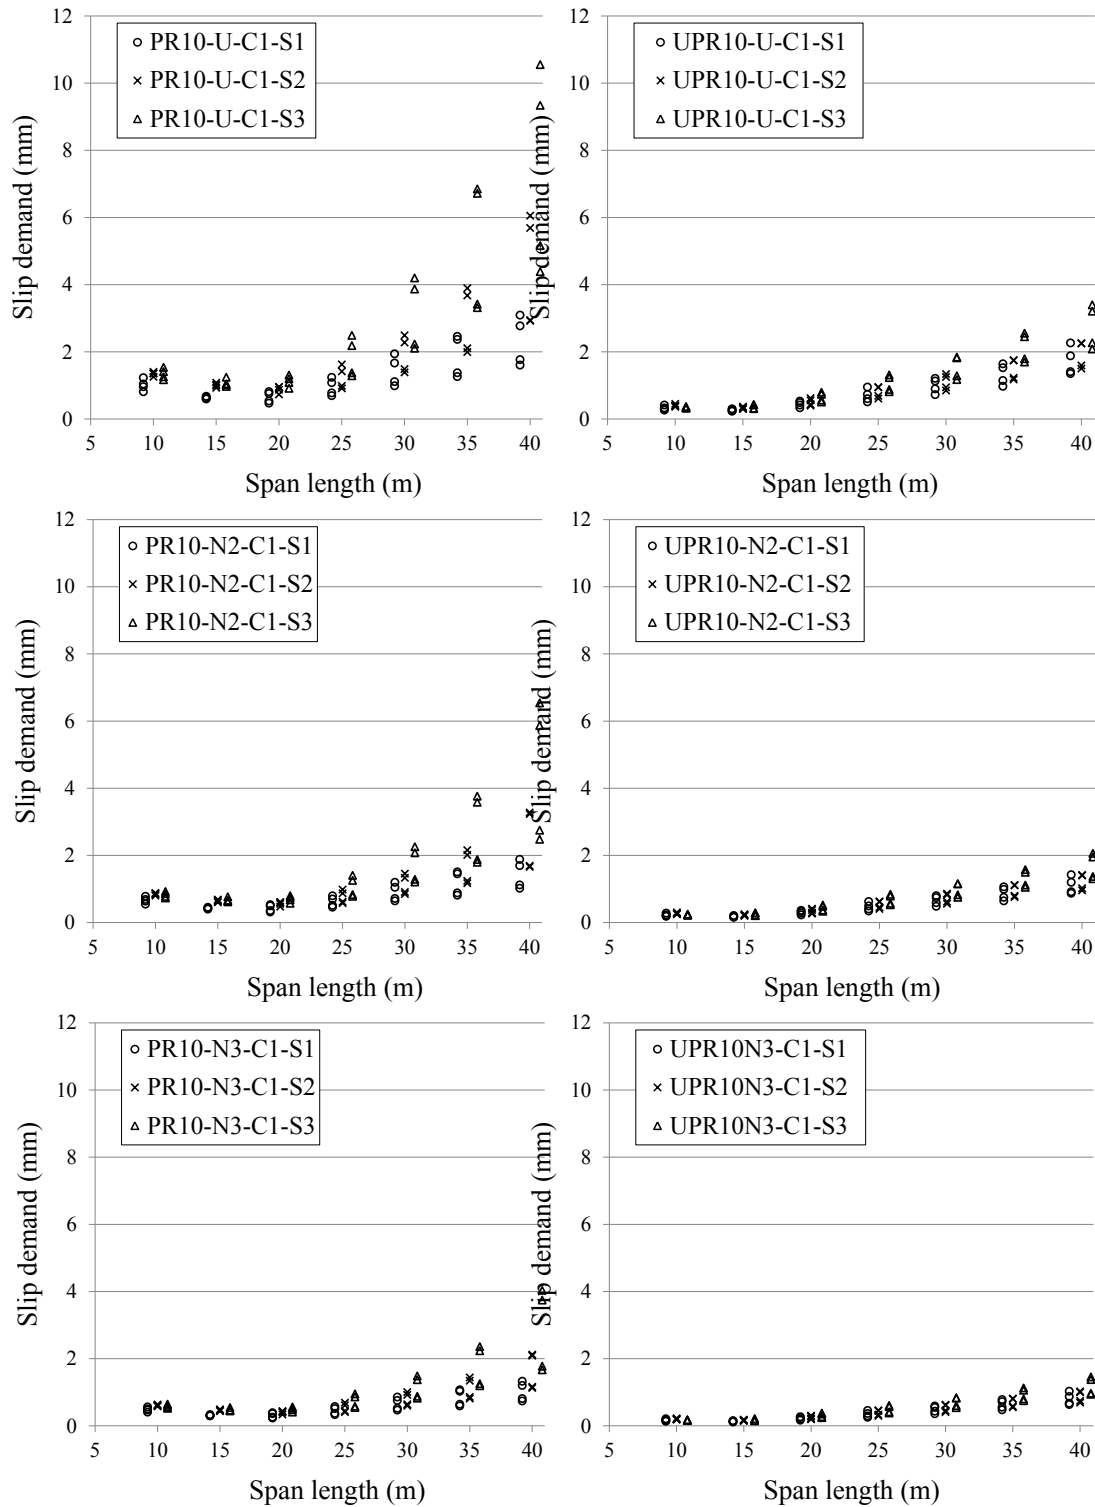 12
10
8
6
4
2
0
5 10 15 20 25 30 35 40
Slip demand (mm)
Span length (m)
PR10-U-C1-S1
PR10-U-C1-S2
PR10-U-C1-S3
12
10
8
6
4
2
0
5 10 15 20 25 30 35 40
Slip demand (mm)
Span length (m)
UPR10-U-C1-S1
UPR10-U-C1-S2
UPR10-U-C1-S3
12
10
8
6
4
2
0
5 10 15 20 25 30 35 40
Slip demand (mm)
Span length (m)
PR10-N2-C1-S1
PR10-N2-C1-S2
PR10-N2-C1-S3
12
10
8
6
4
2
0
5 10 15 20 25 30 35 40
Slip demand (mm)
Span length (m)
UPR10-N2-C1-S1
UPR10-N2-C1-S2
UPR10-N2-C1-S3
12
10
8
6
4
2
0
5 10 15 20 25 30 35 40
Slip demand (mm)
Span length (m)
PR10-N3-C1-S1
PR10-N3-C1-S2
PR10-N3-C1-S3
12
10
8
6
4
2
0
5 10 15 20 25 30 35 40
Slip demand (mm)
Span length (m)
UPR10N3-C1-S1
UPR10N3-C1-S2
UPR10N3-C1-S3